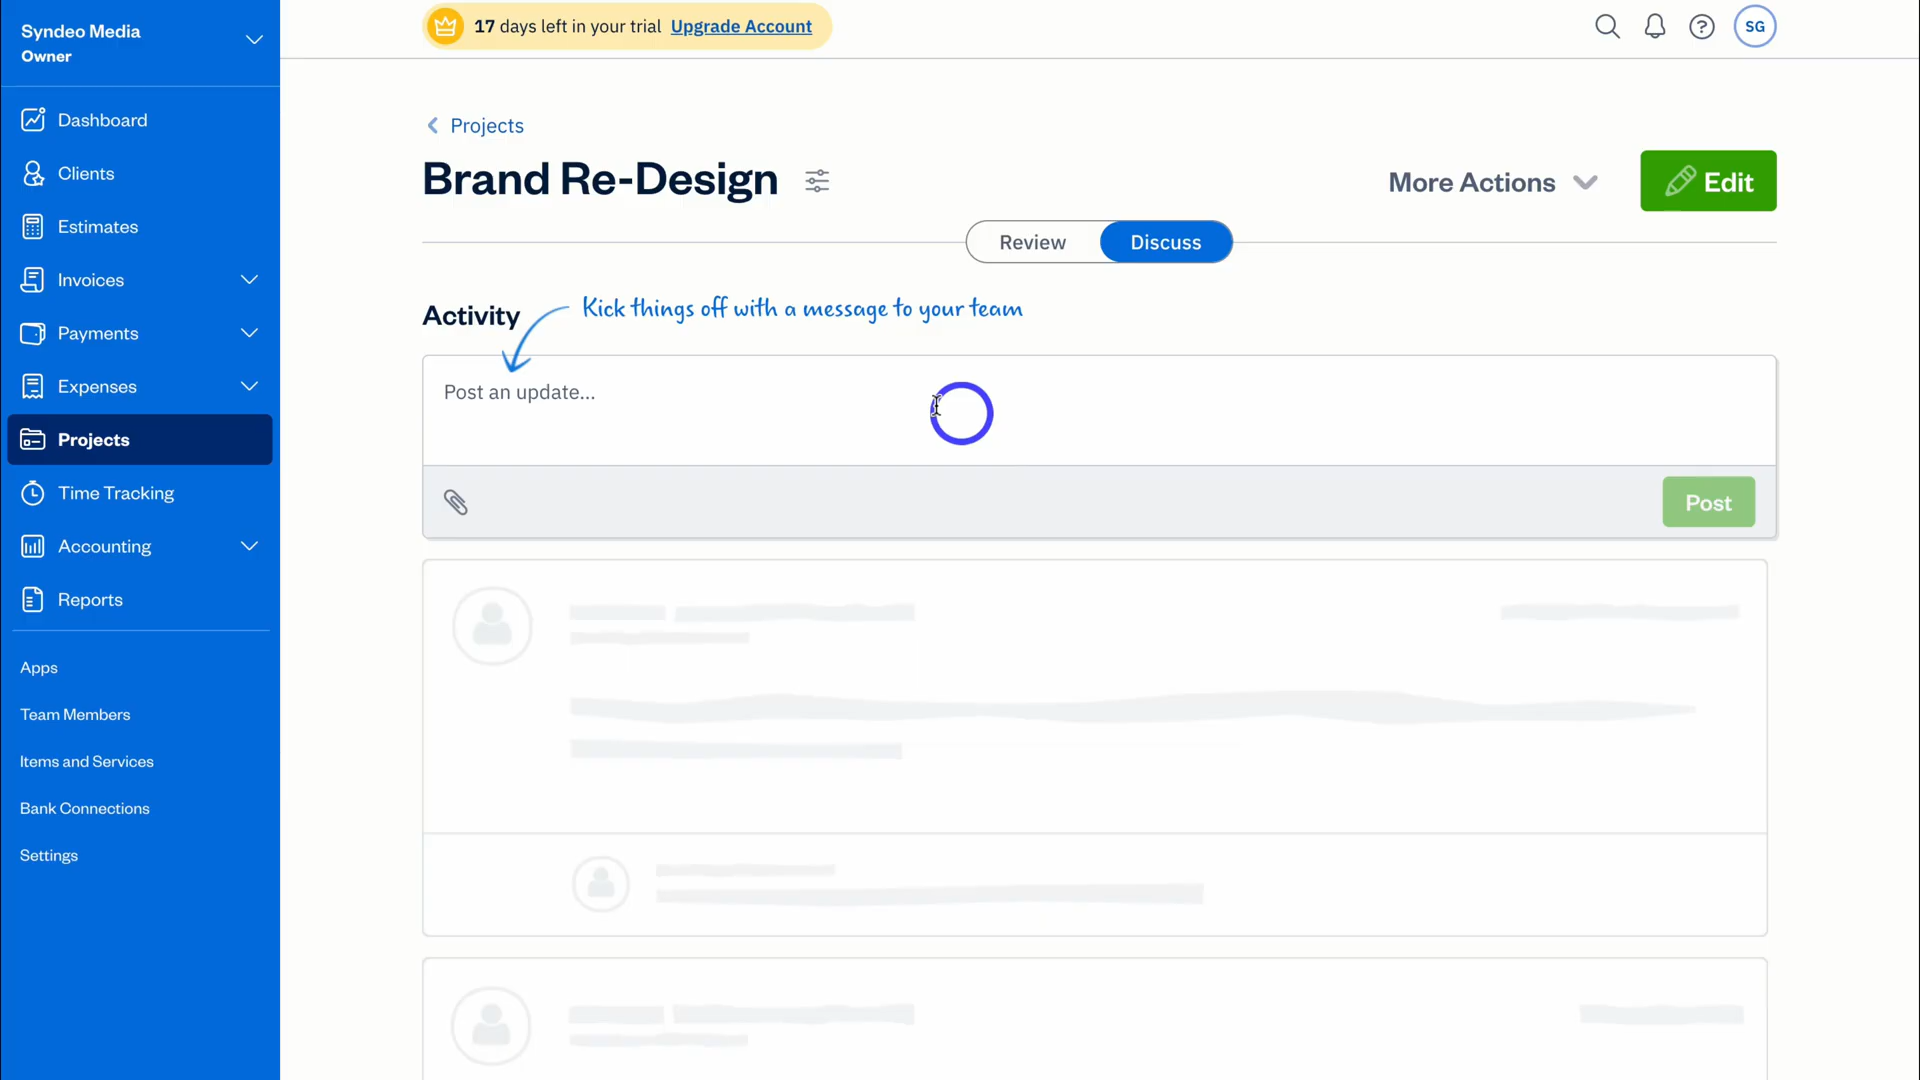 Syndeo Media
Owner
17 days left in your trial Upgrade Account
SG
Dashboard
Clients
Estimates
Invoices
Payments
Expenses
Projects
Time Tracking
Accounting
Reports
Apps
Team Members
Items and Services
Bank Connections
Settings
Projects
Brand Re-Design
More Actions
Edit
Review
Discuss
Activity
Kick things off with a message to your team
Post an update...
Post